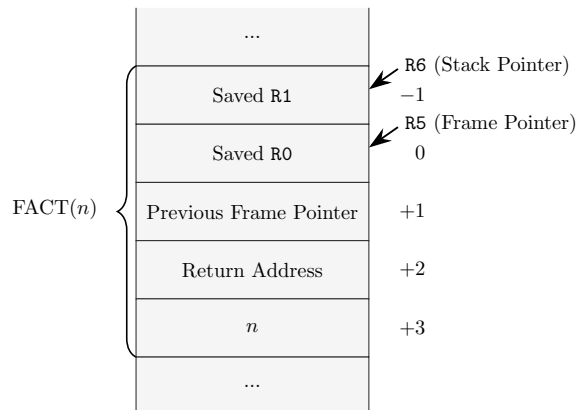 ...
R6 (Stack Pointer)
Saved R1
−1
R5 (Frame Pointer)
Saved R0
0
FACT(n)
Previous Frame Pointer
+1
Return Address
+2
n
+3
...